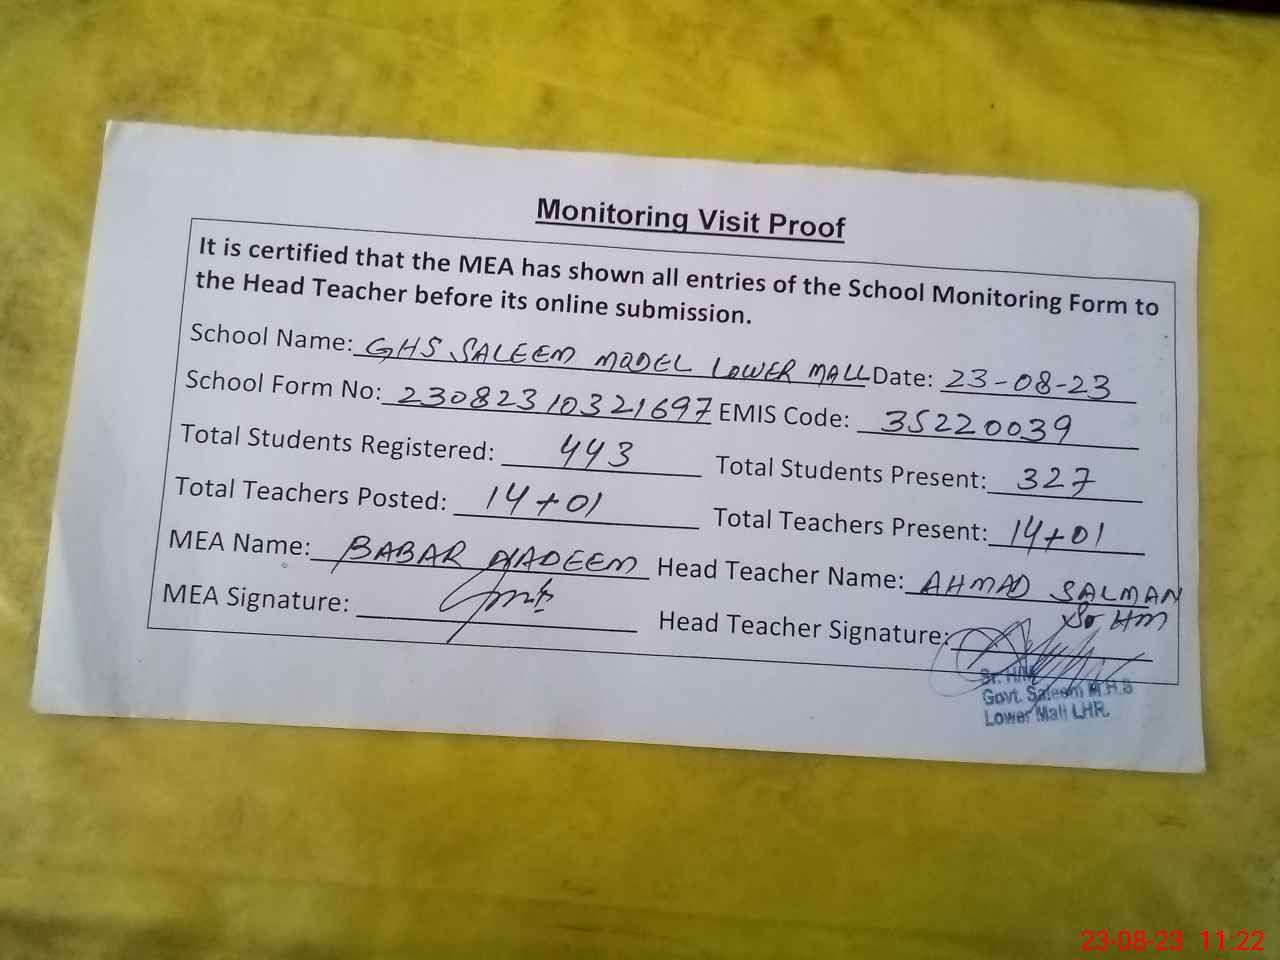 Monitoring Visit Proof
It is certified that the MEA has shown all entries of the School Monitoring Form to
the Head Teacher before its online submission.
School Name: GHS SALEEM MODEL LOWER MALL Date: 23-08-23
School Form No: 23082310321697 EMIS Code: 35220039
Total Students Registered: 443 Total Students Present: 327
Total Teachers Posted: 14+01 Total Teachers Present: 14+01
MEA Name: BABAR NADEEM Head Teacher Name: AHMAD SALMAN
Sr HM
MEA Signature: Head Teacher Signature:
Sr. H/M
Govt. Saleem M.H.S
Lower Mall LHR.
23-08-23 11:22